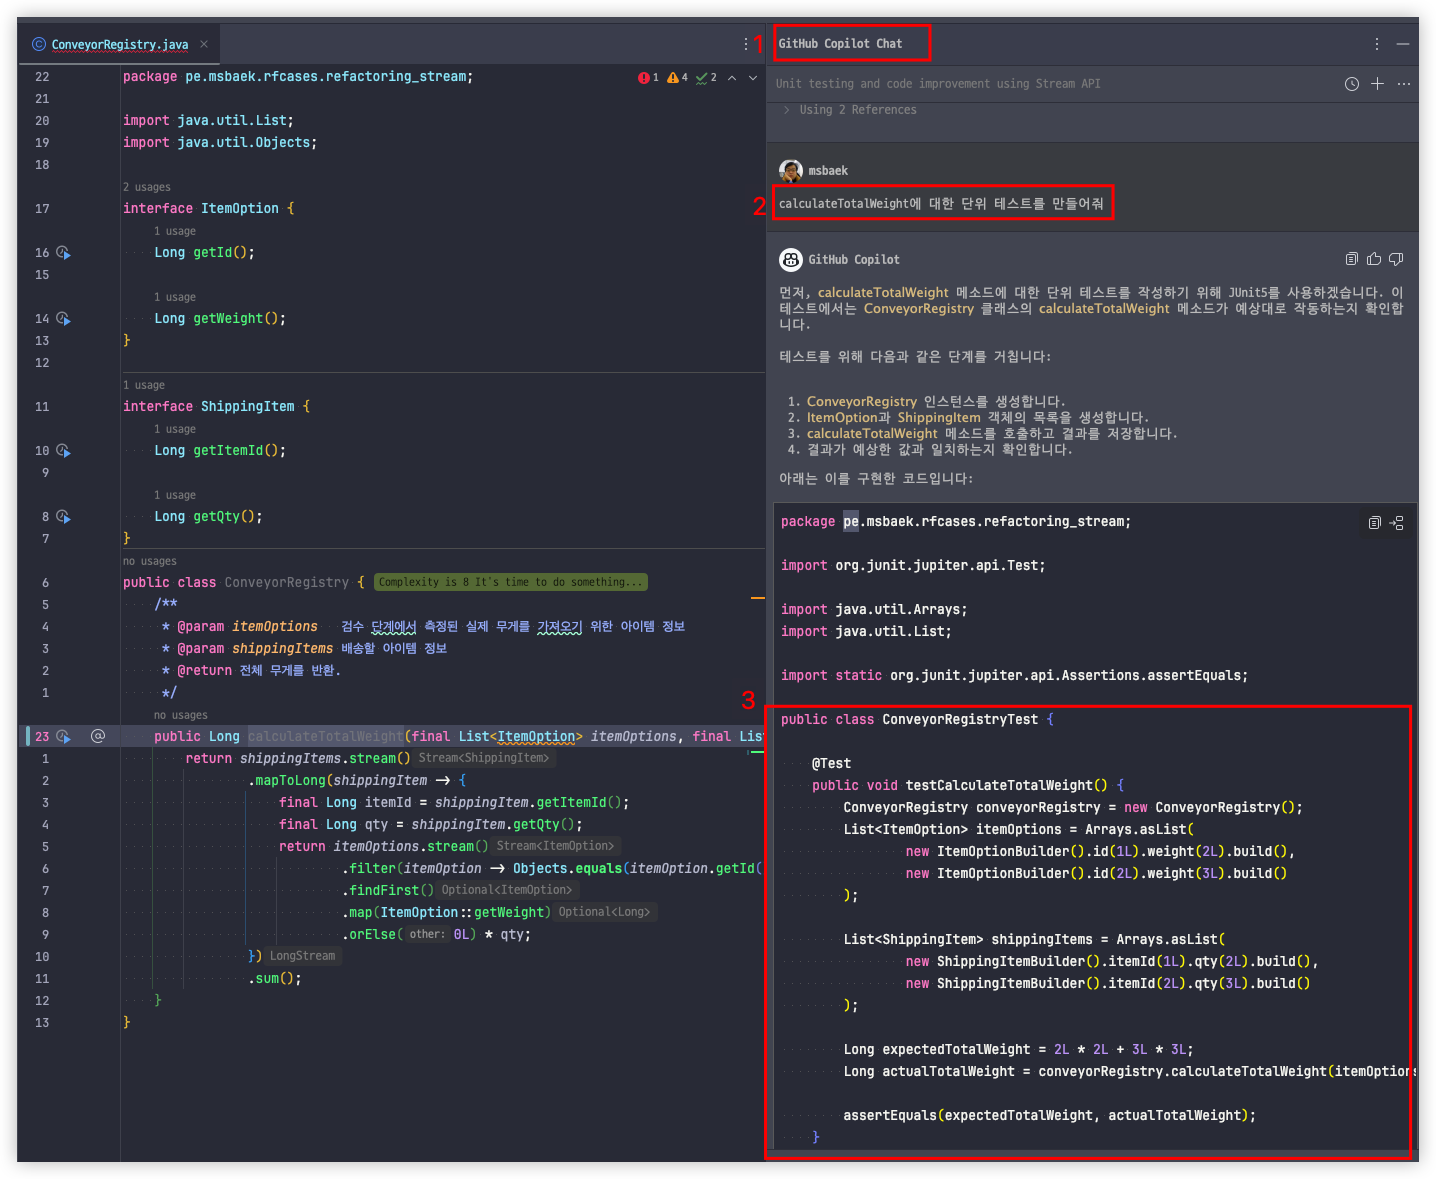 ConveyorRegistry.java
22 package pe.msbaek.rfcases.refactoring_stream;
1 4 2
21
20 import java.util.List;
19 import java.util.Objects;
18
2 usages
17 interface ItemOption {
1 usage
16 Long getId();
15
1 usage
14 Long getWeight();
13 }
12
1 usage
11 interface ShippingItem {
1 usage
10 Long getItemId();
9
1 usage
8 Long getQty();
7 }
no usages
6 public class ConveyorRegistry { Complexity is 8 It's time to do something...
5 /**
4 * @param itemOptions 검수 단계에서 측정된 실제 무게를 가져오기 위한 아이템 정보
3 * @param shippingItems 배송할 아이템 정보
2 * @return 전체 무게를 반환.
1 */
no usages
23 @ public Long calculateTotalWeight(final List<ItemOption> itemOptions, final Lis
1 return shippingItems.stream() Stream<ShippingItem>
2 .mapToLong(shippingItem → {
3 final Long itemId = shippingItem.getItemId();
4 final Long qty = shippingItem.getQty();
5 return itemOptions.stream() Stream<ItemOption>
6 .filter(itemOption → Objects.equals(itemOption.getId(
7 .findFirst() Optional<ItemOption>
8 .map(ItemOption::getWeight) Optional<Long>
9 .orElse( other: 0L) * qty;
10 }) LongStream
11 .sum();
12 }
13 }
1
GitHub Copilot Chat
Unit testing and code improvement using Stream API
Using 2 References
msbaek
2
calculateTotalWeight에 대한 단위 테스트를 만들어줘
GitHub Copilot
먼저, calculateTotalWeight 메소드에 대한 단위 테스트를 작성하기 위해 JUnit5를 사용하겠습니다. 이
테스트에서는 ConveyorRegistry 클래스의 calculateTotalWeight 메소드가 예상대로 작동하는지 확인합
니다.
테스트를 위해 다음과 같은 단계를 거칩니다:
1. ConveyorRegistry 인스턴스를 생성합니다.
2. ItemOption과 ShippingItem 객체의 목록을 생성합니다.
3. calculateTotalWeight 메소드를 호출하고 결과를 저장합니다.
4. 결과가 예상한 값과 일치하는지 확인합니다.
아래는 이를 구현한 코드입니다:
package pe.msbaek.rfcases.refactoring_stream;
import org.junit.jupiter.api.Test;
import java.util.Arrays;
import java.util.List;
import static org.junit.jupiter.api.Assertions.assertEquals;
3
public class ConveyorRegistryTest {
@Test
public void testCalculateTotalWeight() {
ConveyorRegistry conveyorRegistry = new ConveyorRegistry();
List<ItemOption> itemOptions = Arrays.asList(
new ItemOptionBuilder().id(1L).weight(2L).build(),
new ItemOptionBuilder().id(2L).weight(3L).build()
);
List<ShippingItem> shippingItems = Arrays.asList(
new ShippingItemBuilder().itemId(1L).qty(2L).build(),
new ShippingItemBuilder().itemId(2L).qty(3L).build()
);
Long expectedTotalWeight = 2L * 2L + 3L * 3L;
Long actualTotalWeight = conveyorRegistry.calculateTotalWeight(itemOptions
assertEquals(expectedTotalWeight, actualTotalWeight);
}